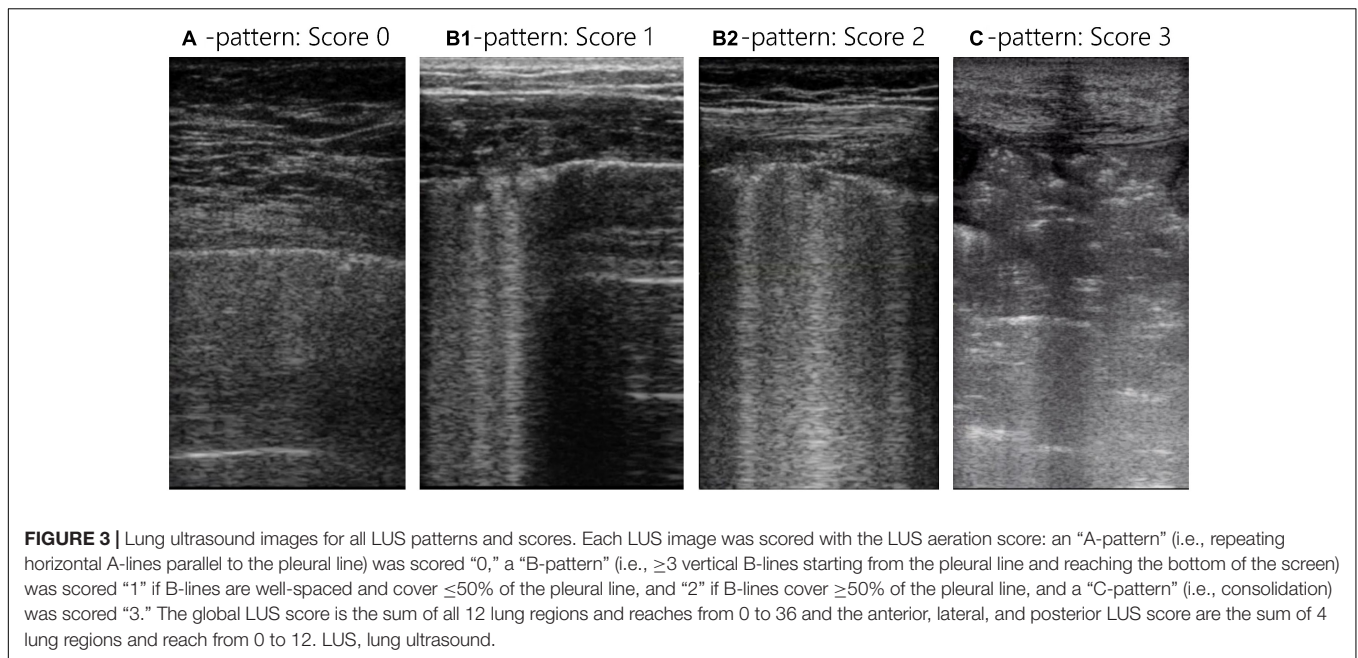 A -pattern: Score 0 B1-pattern: Score 1 B2-pattern: Score 2 C-pattern: Score 3
FIGURE 3 | Lung ultrasound images for all LUS patterns and scores. Each LUS image was scored with the LUS aeration score: an “A-pattern” (i.e., repeating
horizontal A-lines parallel to the pleural line) was scored “0,” a “B-pattern” (i.e., ≥3 vertical B-lines starting from the pleural line and reaching the bottom of the screen)
was scored “1” if B-lines are well-spaced and cover ≤50% of the pleural line, and “2” if B-lines cover ≥50% of the pleural line, and a “C-pattern” (i.e., consolidation)
was scored “3.” The global LUS score is the sum of all 12 lung regions and reaches from 0 to 36 and the anterior, lateral, and posterior LUS score are the sum of 4
lung regions and reach from 0 to 12. LUS, lung ultrasound.